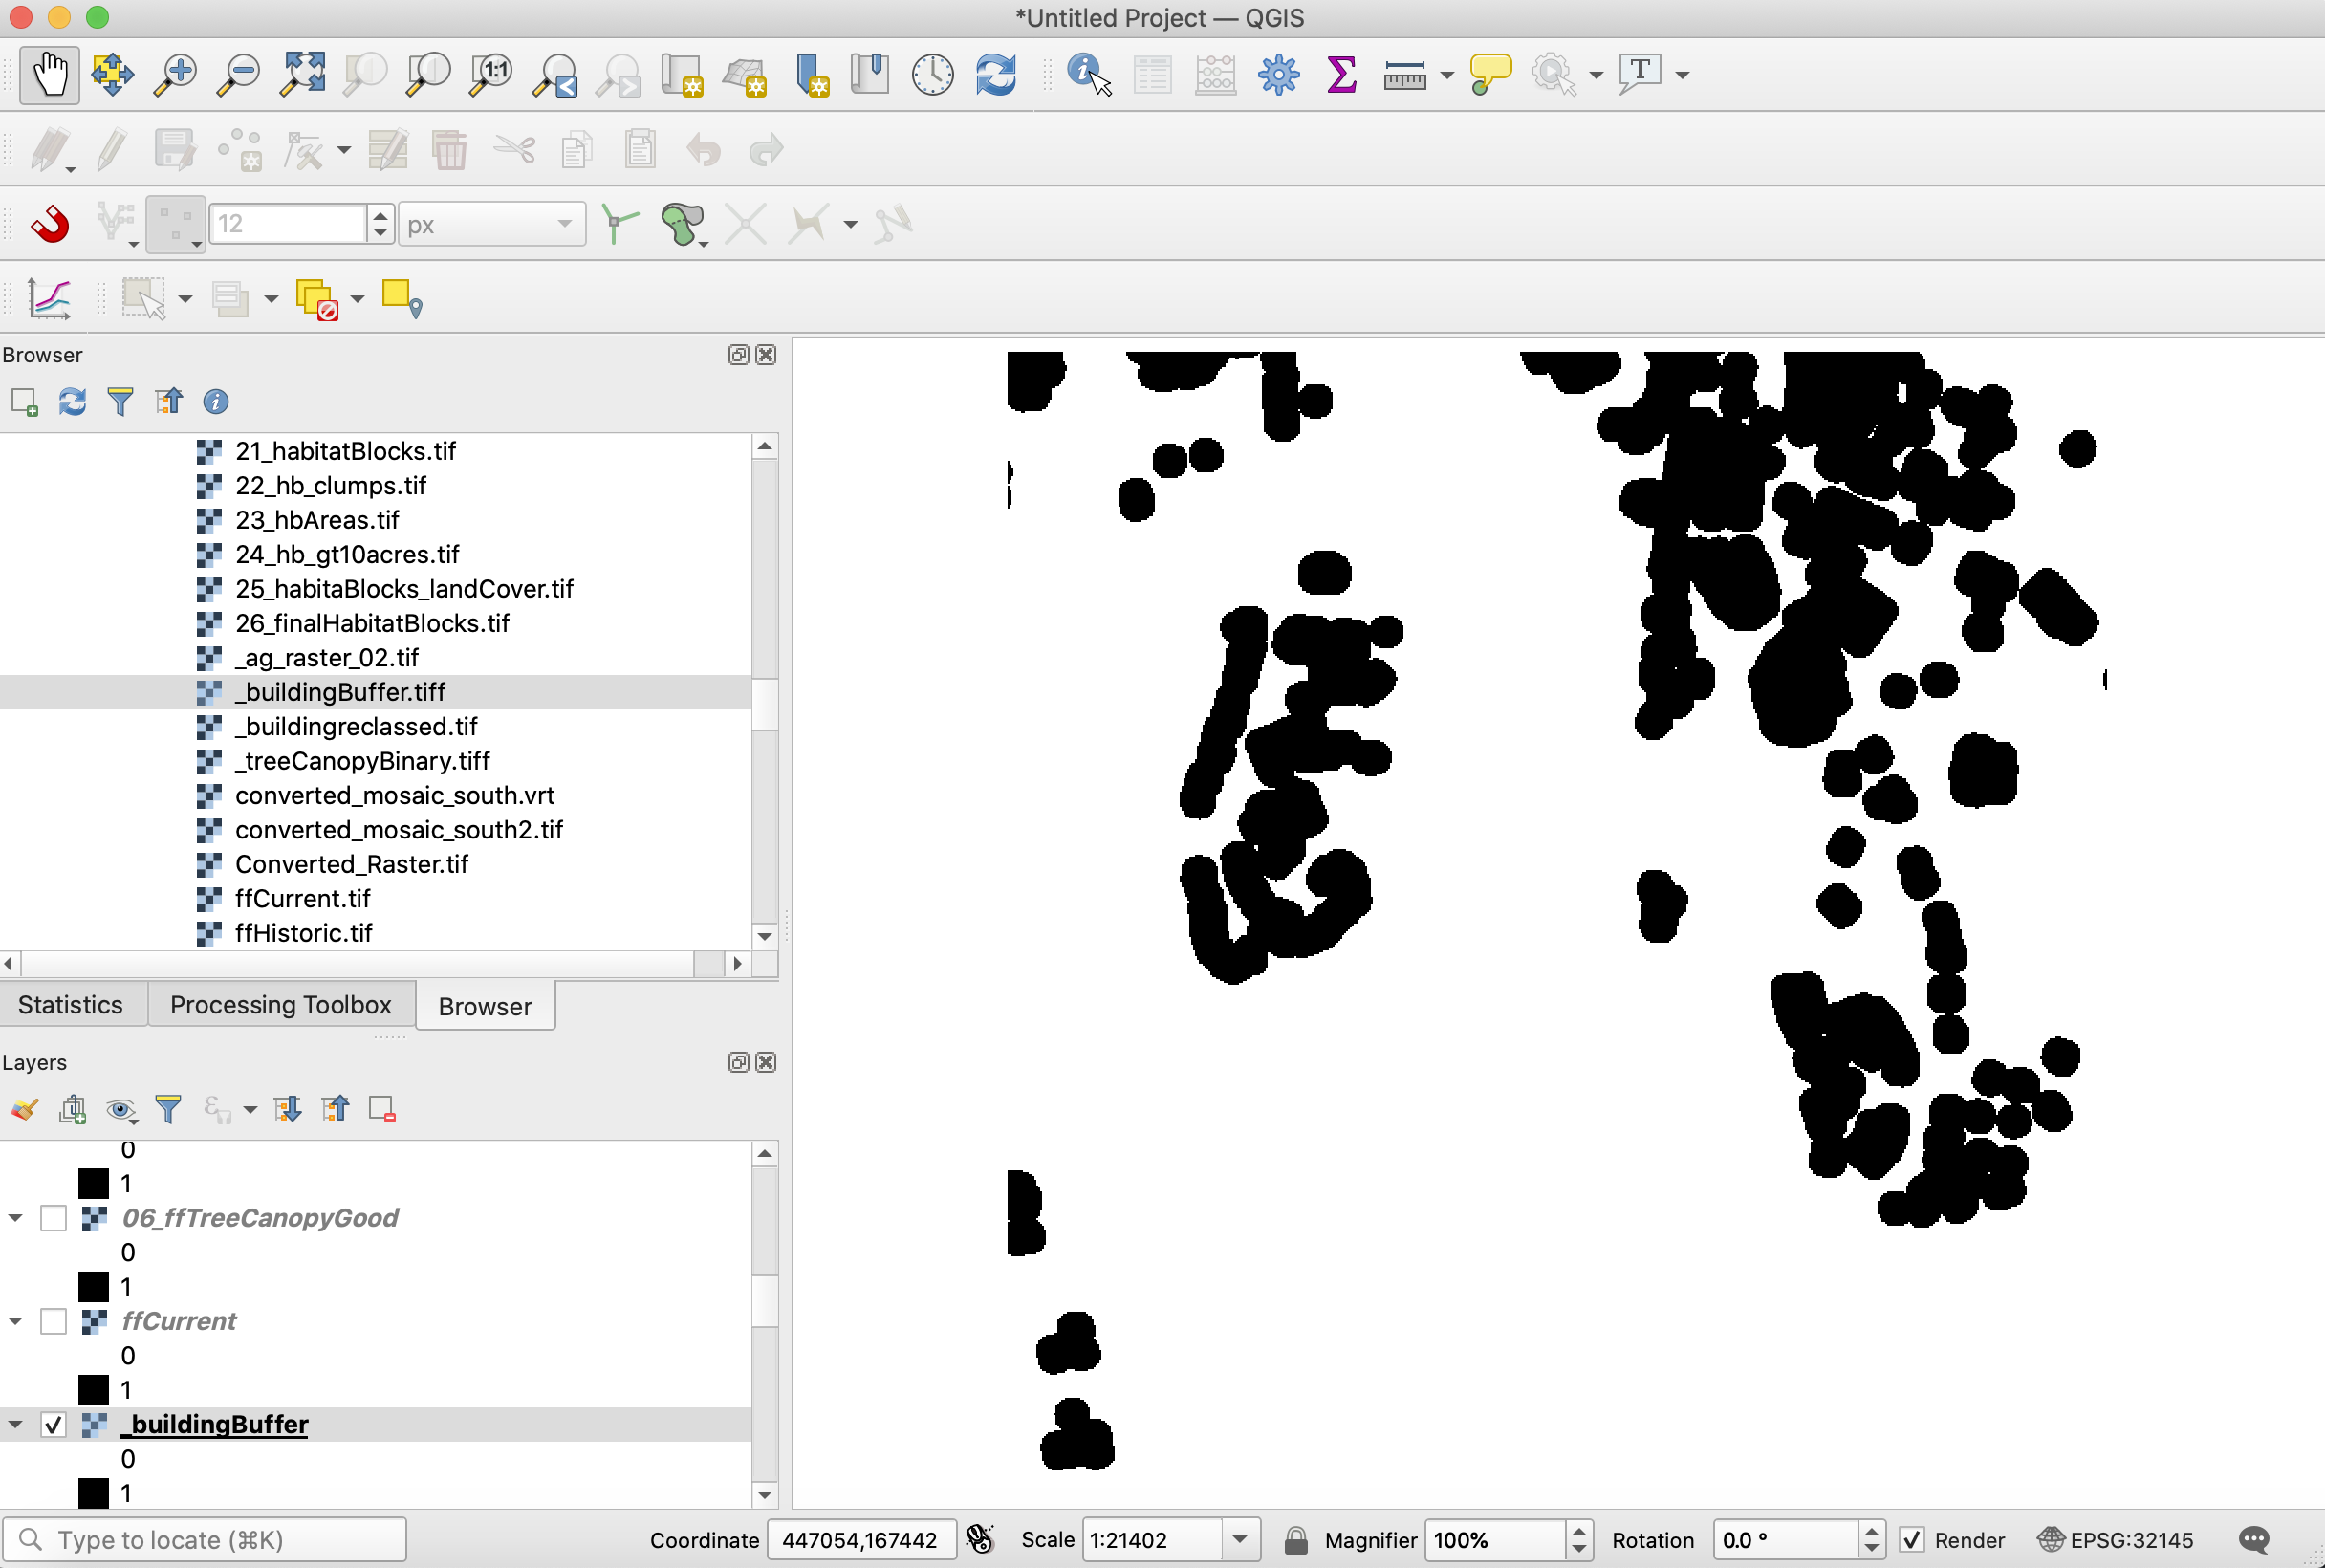 *Untitled Project — QGIS
1:1
T
12
px
Browser
21_habitatBlocks.tif
22_hb_clumps.tif
23_hbAreas.tif
24_hb_gt10acres.tif
25_habitaBlocks_landCover.tif
26_finalHabitatBlocks.tif
_ag_raster_02.tif
_buildingBuffer.tiff
_buildingreclassed.tif
_treeCanopyBinary.tiff
converted_mosaic_south.vrt
converted_mosaic_south2.tif
Converted_Raster.tif
ffCurrent.tif
ffHistoric.tif
Statistics Processing Toolbox Browser
Layers
0
1
06_ffTreeCanopyGood
0
1
ffCurrent
0
1
_buildingBuffer
0
1
Type to locate (⌘K) Coordinate 447054,167442 Scale 1:21402 Magnifier 100% Rotation 0.0 ° Render EPSG:32145